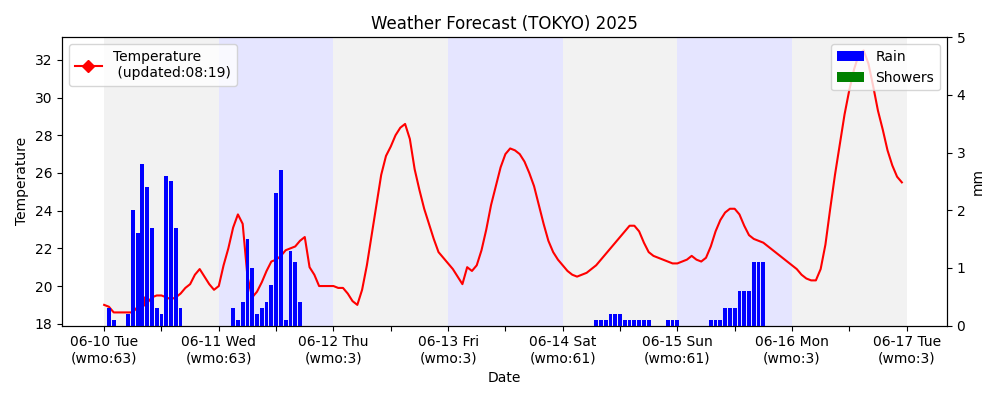 Weather Forecast (TOKYO) 2025
Temperature
(updated:08:19)
Rain
Showers
32
30
28
26
24
22
20
18
Temperature
5
4
3
2
1
0
mm
06-10 Tue
(wmo:63)
06-11 Wed
(wmo:63)
06-12 Thu
(wmo:3)
06-13 Fri
(wmo:3)
06-14 Sat
(wmo:61)
06-15 Sun
(wmo:61)
06-16 Mon
(wmo:3)
06-17 Tue
(wmo:3)
Date